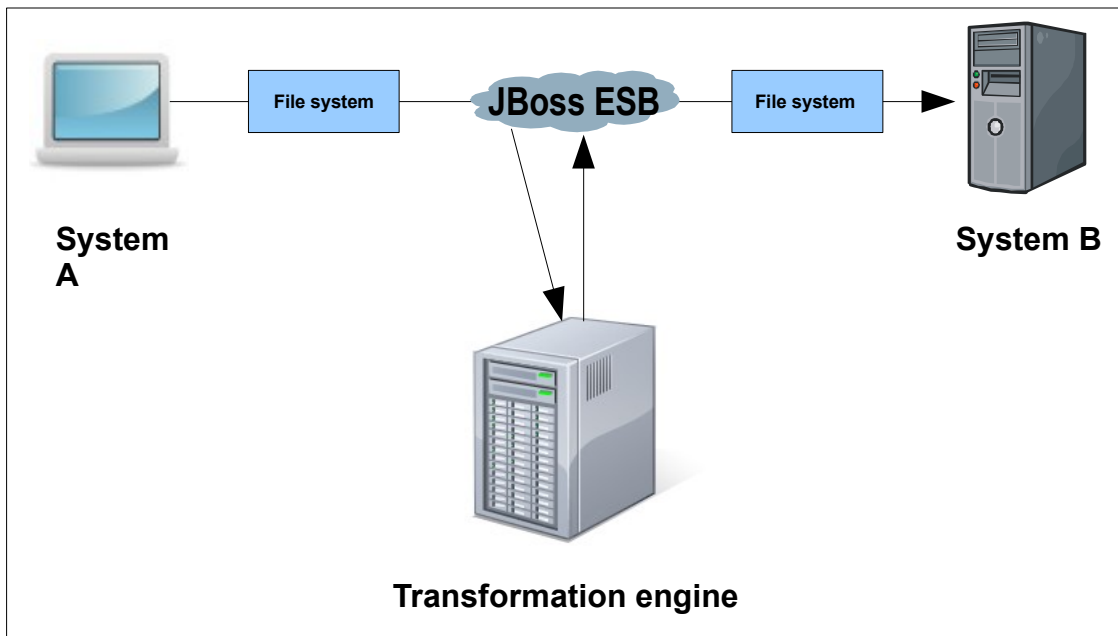 File system
JBoss ESB
File system
System
A
System B
Transformation engine